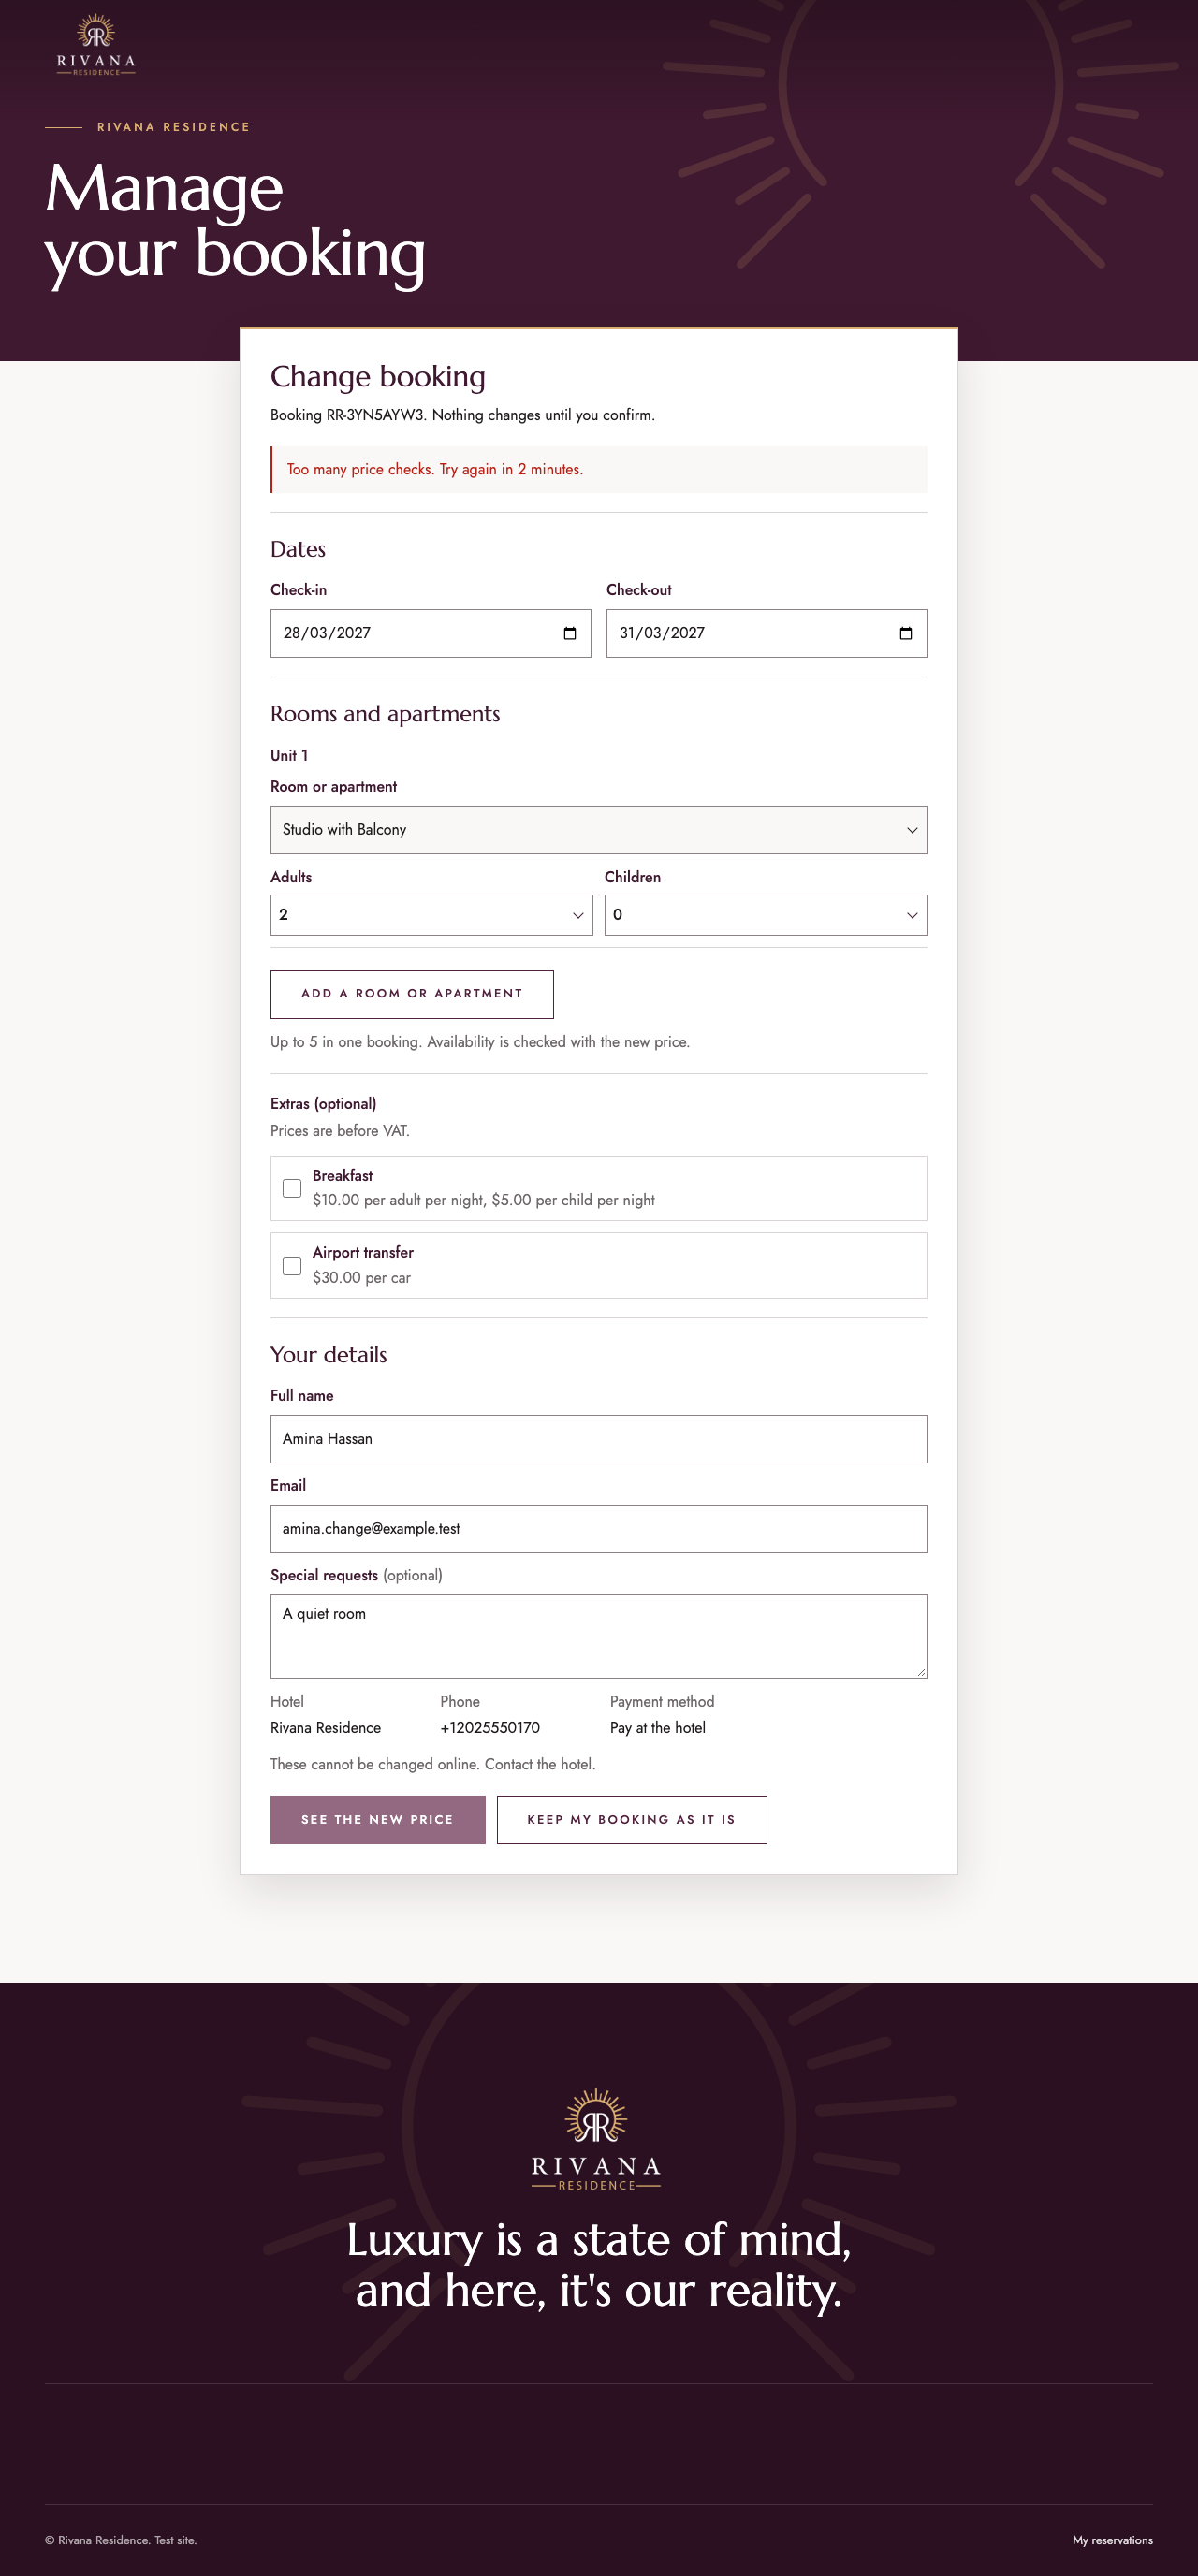 RIVANA
RESIDENCE
RIVANA RESIDENCE
Manage
your booking
Change booking
Booking RR-3YN5AYW3. Nothing changes until you confirm.
Too many price checks. Try again in 2 minutes.
Dates
Check-in
Check-out
28/03/2027
31/03/2027
Rooms and apartments
Unit 1
Room or apartment
Studio with Balcony
Adults
Children
2
0
ADD A ROOM OR APARTMENT
Up to 5 in one booking. Availability is checked with the new price.
Extras (optional)
Prices are before VAT.
Breakfast
$10.00 per adult per night, $5.00 per child per night
Airport transfer
$30.00 per car
Your details
Full name
Amina Hassan
Email
amina.change@example.test
Special requests (optional)
A quiet room
Hotel
Phone
Payment method
Rivana Residence
+12025550170
Pay at the hotel
These cannot be changed online. Contact the hotel.
SEE THE NEW PRICE
KEEP MY BOOKING AS IT IS
RIVANA
RESIDENCE
Luxury is a state of mind,
and here, it's our reality.
© Rivana Residence. Test site.
My reservations